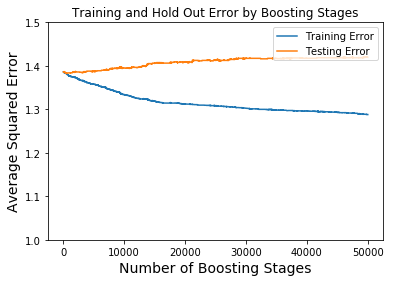 Training and Hold Out Error by Boosting Stages
Training Error
Testing Error
Average Squared Error
1.5
1.4
1.3
1.2
1.1
1.0
0
10000
20000
30000
40000
50000
Number of Boosting Stages